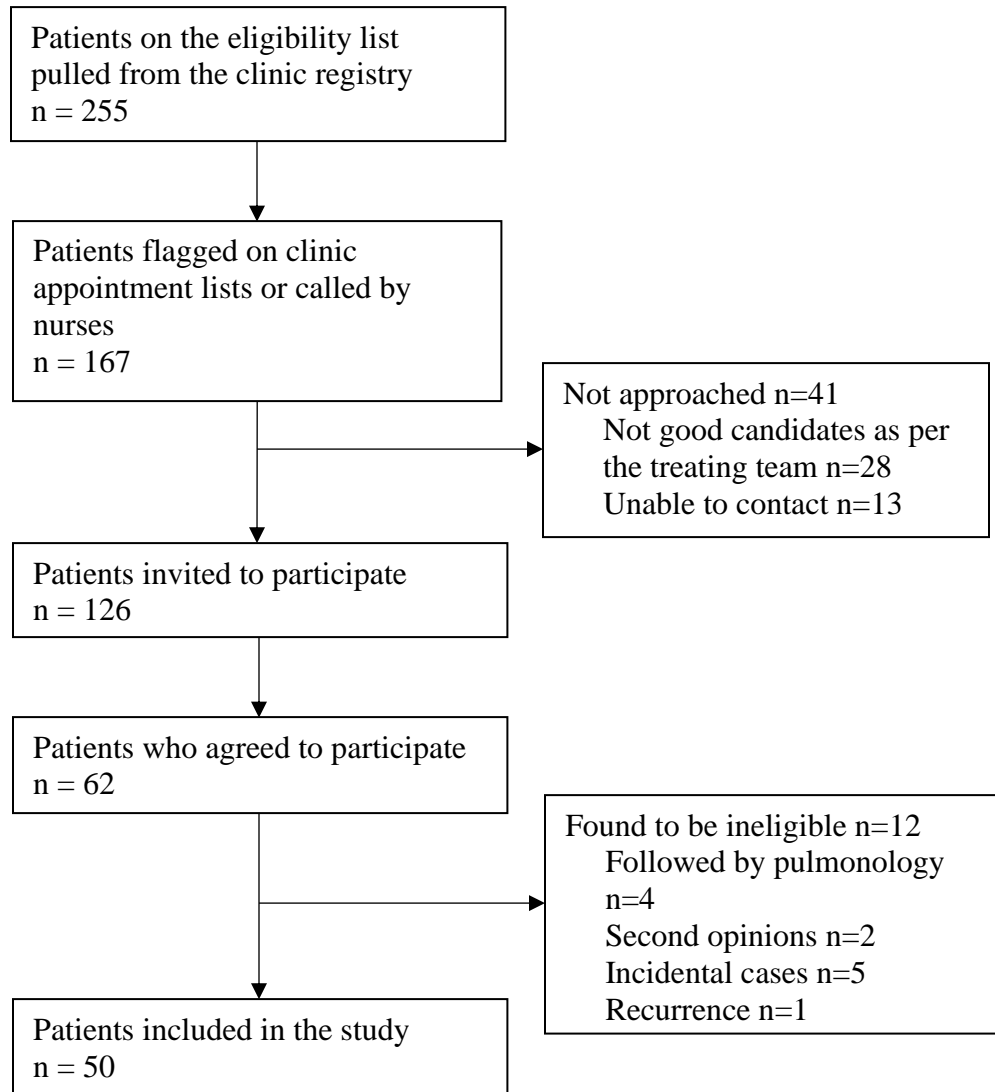 Patients on the eligibility list
pulled from the clinic registry
n = 255
Patients flagged on clinic
appointment lists or called by
nurses
n = 167
Not approached n=41
Not good candidates as per
the treating team n=28
Unable to contact n=13
Patients invited to participate
n = 126
Patients who agreed to participate
n = 62
Found to be ineligible n=12
Followed by pulmonology
n=4
Second opinions n=2
Incidental cases n=5
Recurrence n=1
Patients included in the study
n = 50